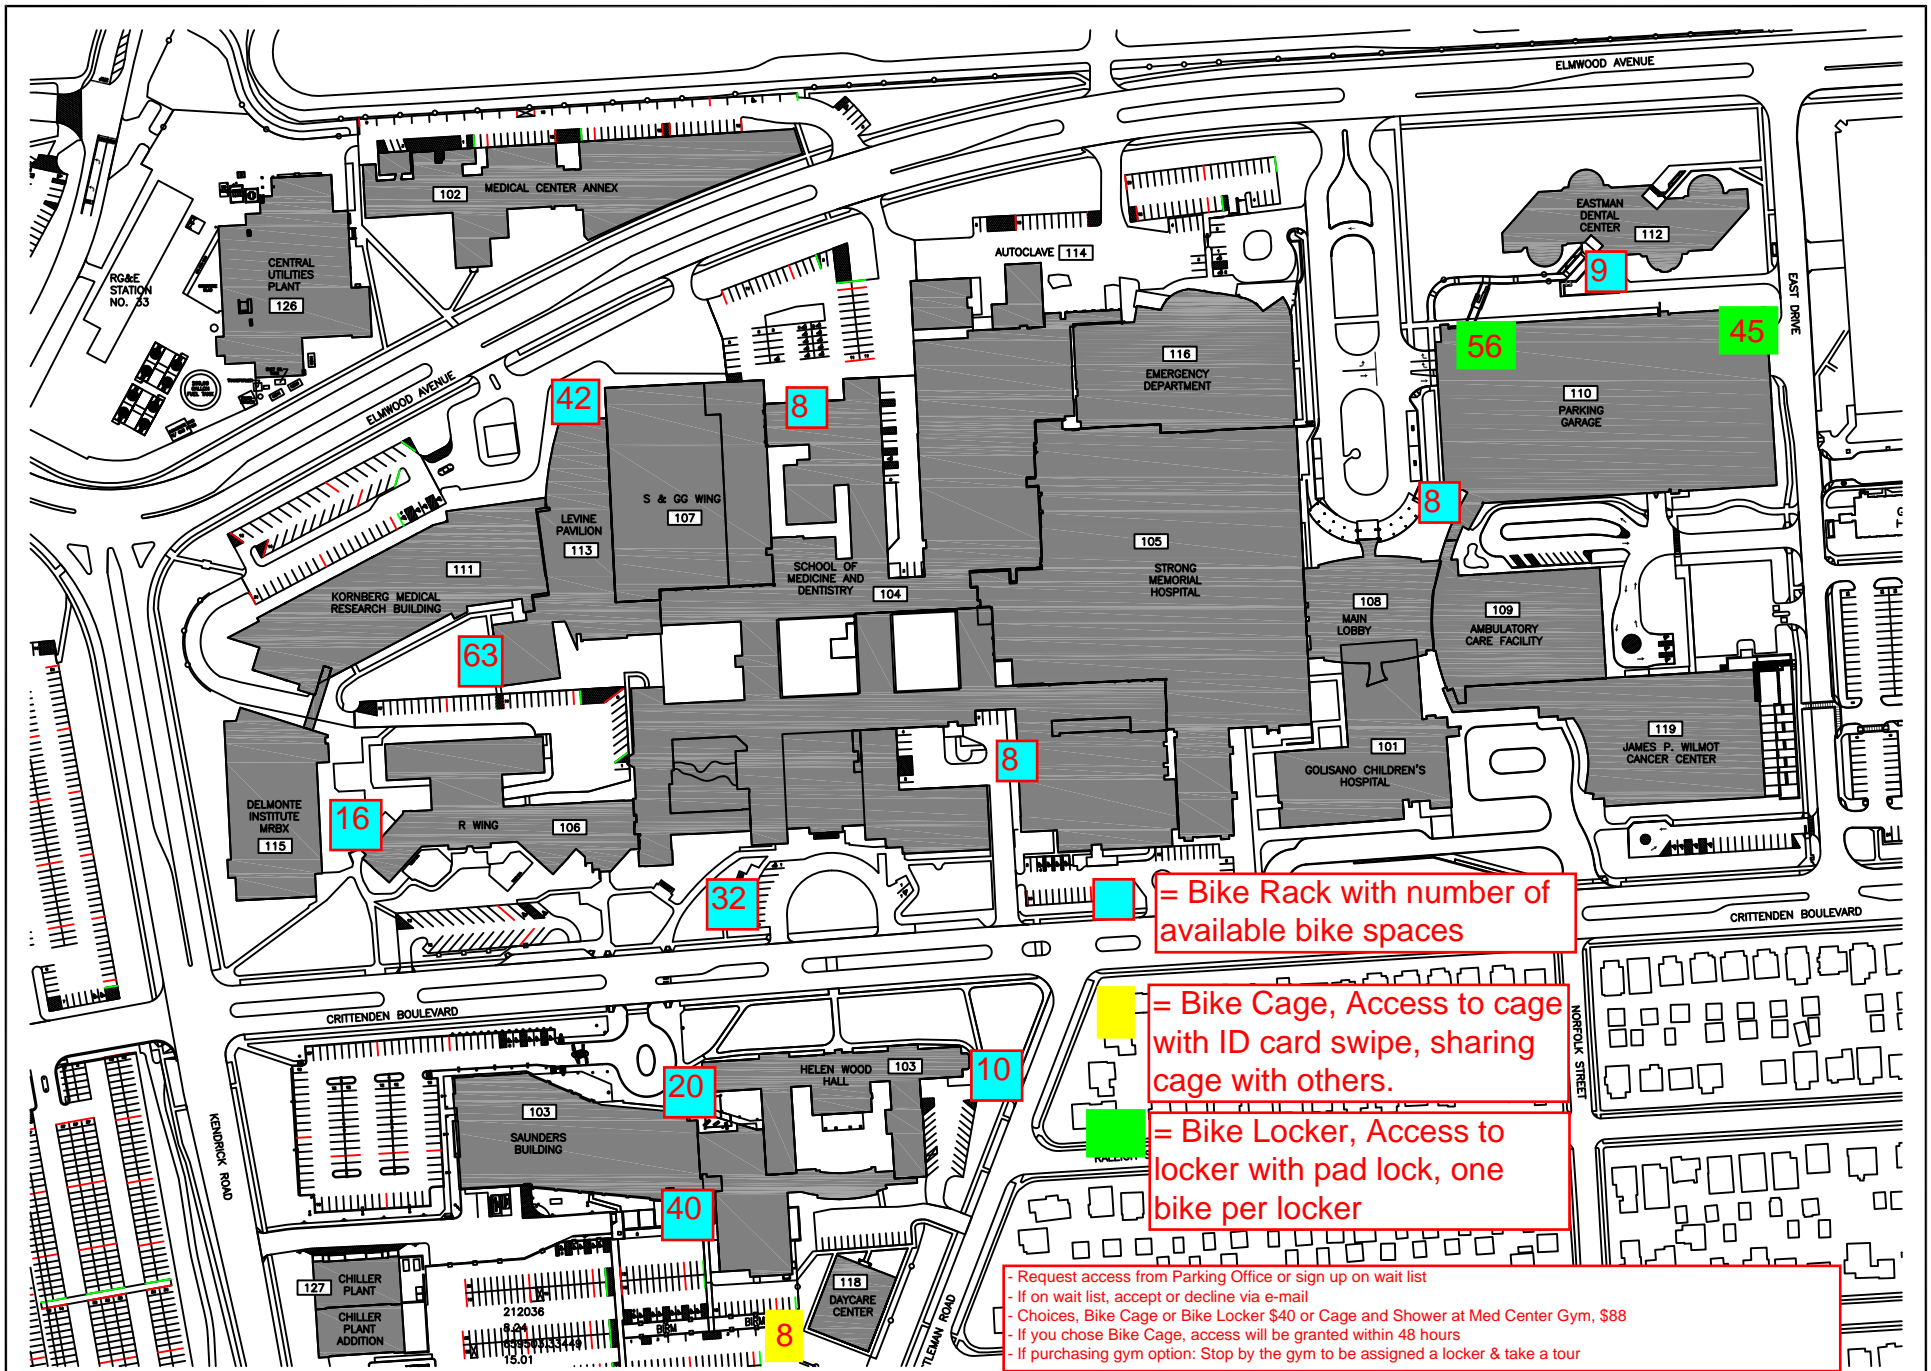 ELMWOOD AVENUE
102
MEDICAL CENTER ANNEX
EASTMAN
DENTAL
CENTER
112
AUTOCLAVE
114
RG&E
STATION
NO. 33
CENTRAL
UTILITIES
PLANT
126
9
EAST DRIVE
56
45
116
EMERGENCY
DEPARTMENT
110
PARKING
GARAGE
ELMWOOD AVENUE
42
8
S & GG WING
107
LEVINE
PAVILION
113
8
105
STRONG
MEMORIAL
HOSPITAL
111
KORNBERG MEDICAL
RESEARCH BUILDING
SCHOOL OF
MEDICINE AND
DENTISTRY
104
108
MAIN
LOBBY
109
AMBULATORY
CARE FACILITY
63
119
JAMES P. WILMOT
CANCER CENTER
101
GOLISANO CHILDREN'S
HOSPITAL
8
DELMONTE
INSTITUTE
MRBX
115
16
R WING
106
32
= Bike Rack with number of
available bike spaces
CRITTENDEN BOULEVARD
CRITTENDEN BOULEVARD
= Bike Cage, Access to cage
with ID card swipe, sharing
cage with others.
NORFOLK STREET
HELEN WOOD
HALL
103
10
20
KENDRICK ROAD
103
SAUNDERS
BUILDING
= Bike Locker, Access to
locker with pad lock, one
bike per locker
40
127
CHILLER
PLANT
CHILLER
PLANT
ADDITION
118
DAYCARE
CENTER
212036
8.24
15.01
BIRM
BIRM
8
TLEMAN ROAD
- Request access from Parking Office or sign up on wait list
- If on wait list, accept or decline via e-mail
- Choices, Bike Cage or Bike Locker $40 or Cage and Shower at Med Center Gym, $88
- If you chose Bike Cage, access will be granted within 48 hours
- If purchasing gym option: Stop by the gym to be assigned a locker & take a tour